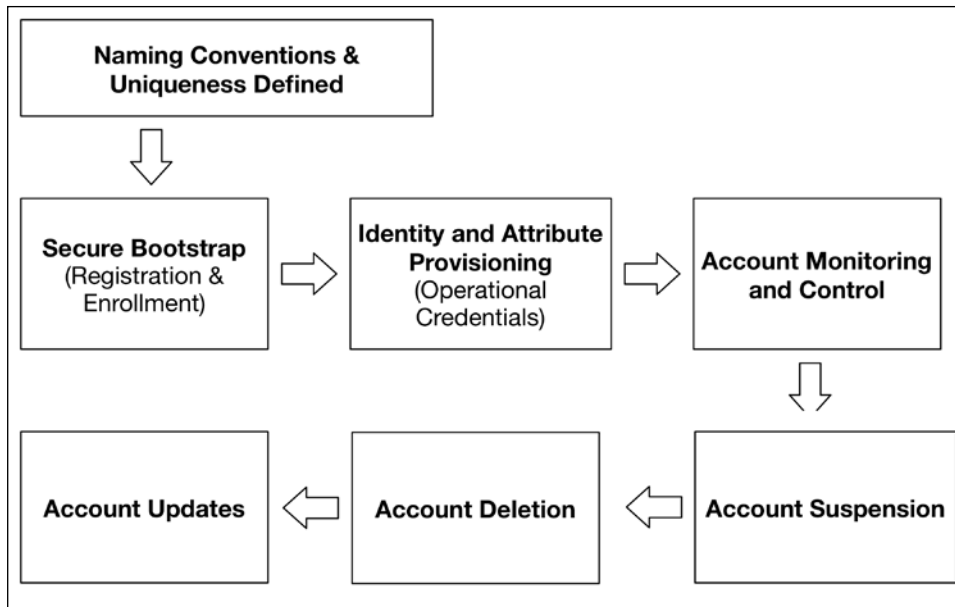 Naming Conventions &
Uniqueness Defined
Secure Bootstrap
(Registration &
Enrollment)
Identity and Attribute
Provisioning
(Operational
Credentials)
Account Monitoring
and Control
Account Updates
Account Deletion
Account Suspension